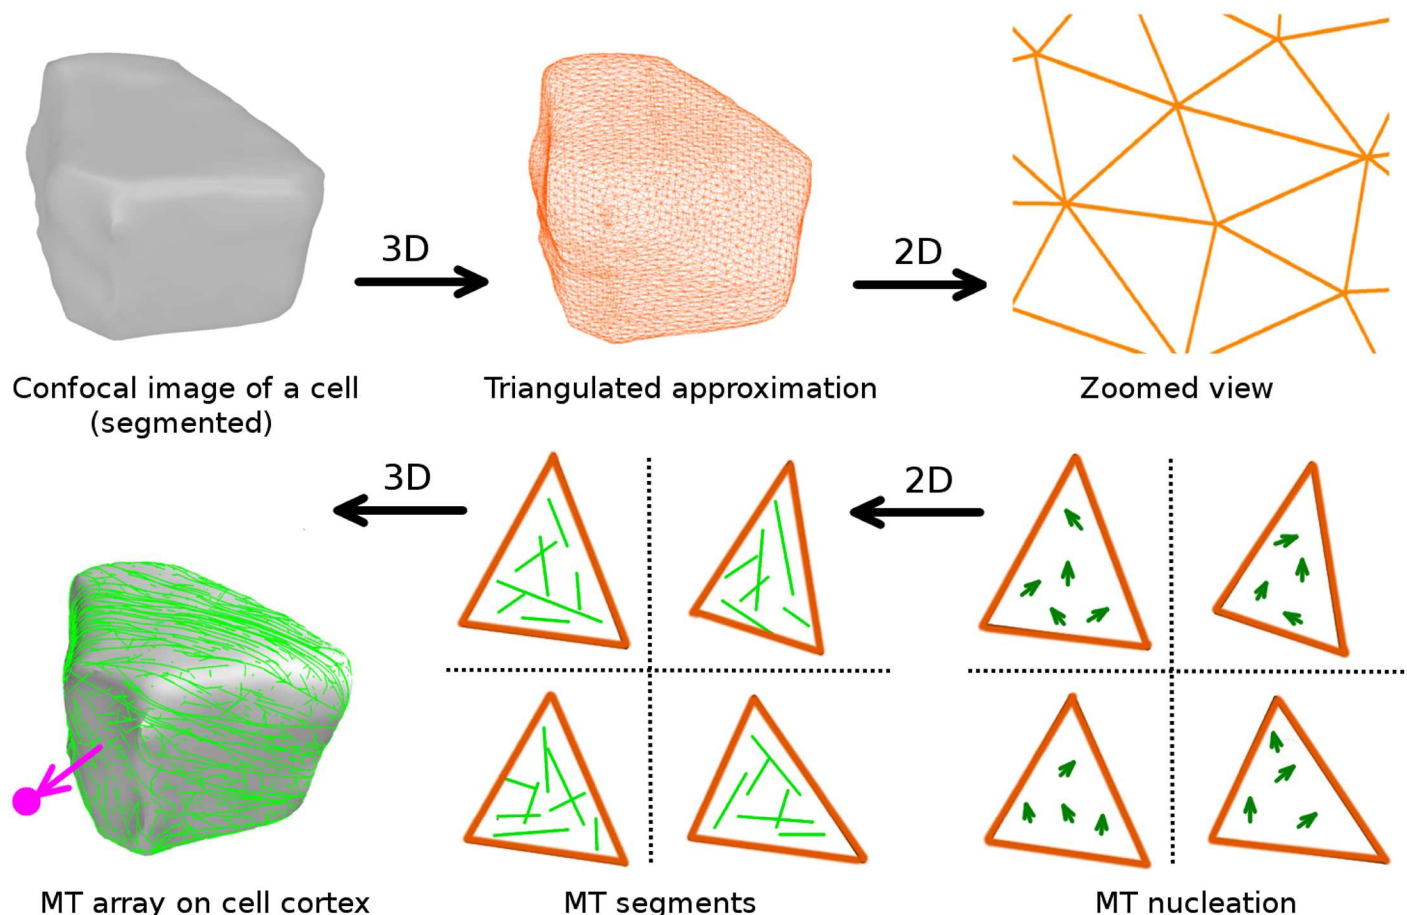 3D
2D
Confocal image of a cell
(segmented)
Triangulated approximation
Zoomed view
3D
2D
MT array on cell cortex
MT segments
MT nucleation